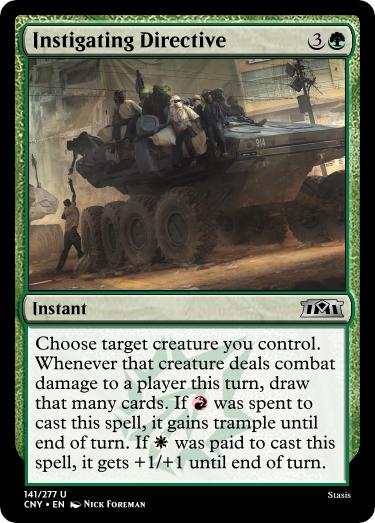 Instigating Directive 3
914
Instant
Choose target creature you control.
Whenever that creature deals combat
damage to a player this turn, draw
that many cards. If was spent to
cast this spell, it gains trample until
end of turn. If was paid to cast this
spell, it gets +1/+1 until end of turn.
141/277 U
CNY • EN Nick Foreman
Stasis